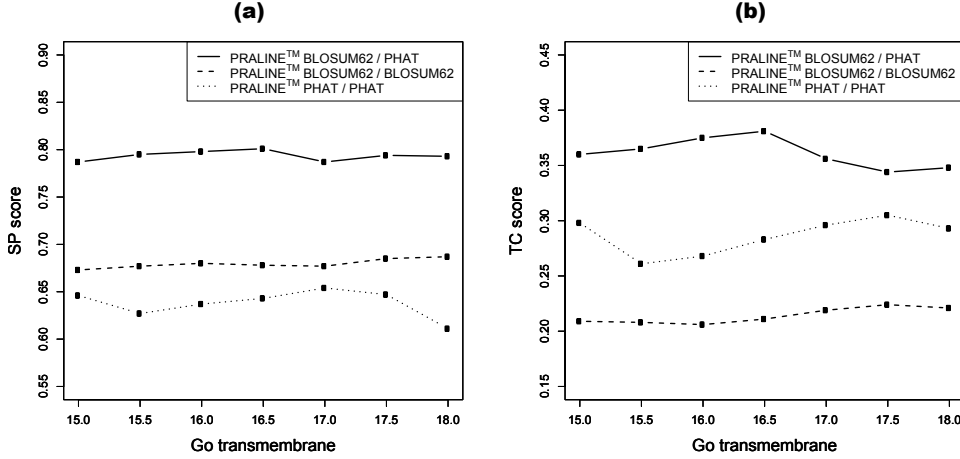 (a)
PRALINE™ BLOSUM62 / PHAT
PRALINE™ BLOSUM62 / BLOSUM62
PRALINE™ PHAT / PHAT
SP score
0.90
0.85
0.80
0.75
0.70
0.65
0.60
0.55
15.0 15.5 16.0 16.5 17.0 17.5 18.0
Go transmembrane
(b)
PRALINE™ BLOSUM62 / PHAT
PRALINE™ BLOSUM62 / BLOSUM62
PRALINE™ PHAT / PHAT
TC score
0.45
0.40
0.35
0.30
0.25
0.20
0.15
15.0 15.5 16.0 16.5 17.0 17.5 18.0
Go transmembrane